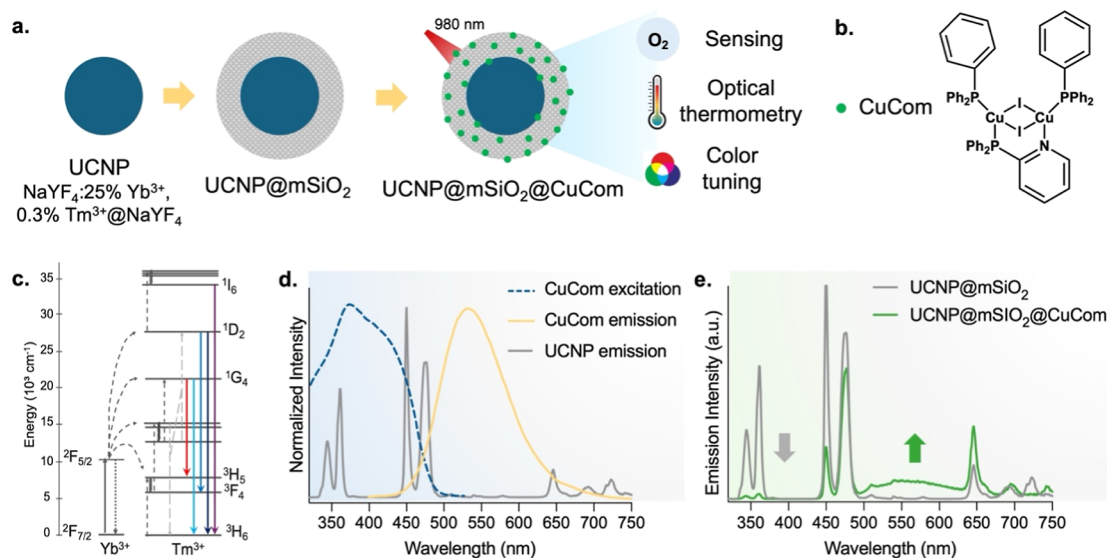 a.
UCNP
NaYF₄:25% Yb³⁺,
0.3% Tm³⁺@NaYF₄
UCNP@mSiO₂
980 nm
UCNP@mSiO₂@CuCom
O₂
Sensing
Optical
thermometry
Color
tuning
b.
CuCom
P
P
Ph₂
Ph₂
I
Cu
Cu
I
Ph₂
P
N
c.
Energy (10³ cm⁻¹)
35
30
25
20
15
10
5
0
²F₅/₂
²F₇/₂
Yb³⁺
Tm³⁺
¹I₆
¹D₂
¹G₄
³H₅
³F₄
³H₆
d.
CuCom excitation
CuCom emission
UCNP emission
Normalized Intensity
350 400 450 500 550 600 650 700 750
Wavelength (nm)
e.
UCNP@mSiO₂
UCNP@mSIO₂@CuCom
Emission Intensity (a.u.)
350 400 450 500 550 600 650 700 750
Wavelength (nm)